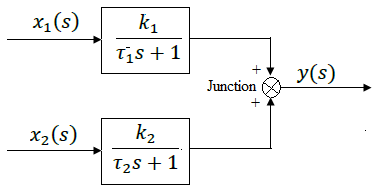 x₁(s)
k₁
τ₁s + 1
+
Junction
y(s)
+
x₂(s)
k₂
τ₂s + 1